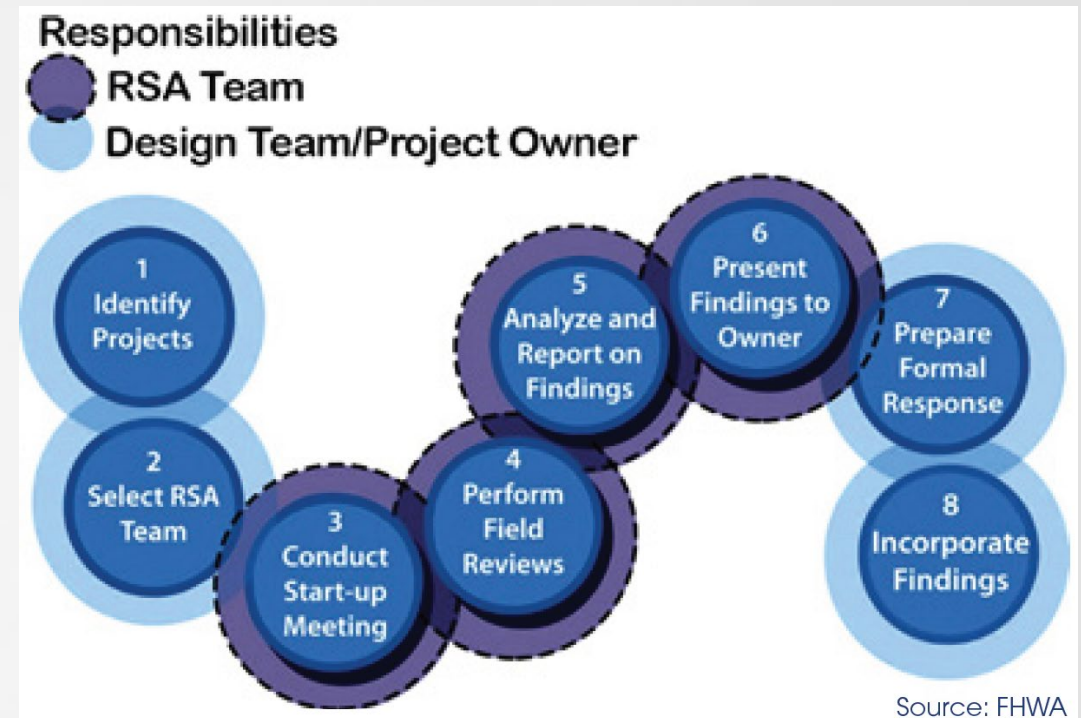 Responsibilities
RSA Team
Design Team/Project Owner
1
Identify
Projects
2
Select RSA
Team
3
Conduct
Start-up
Meeting
4
Perform
Field
Reviews
5
Analyze and
Report on
Findings
6
Present
Findings to
Owner
7
Prepare
Formal
Response
8
Incorporate
Findings
Source: FHWA